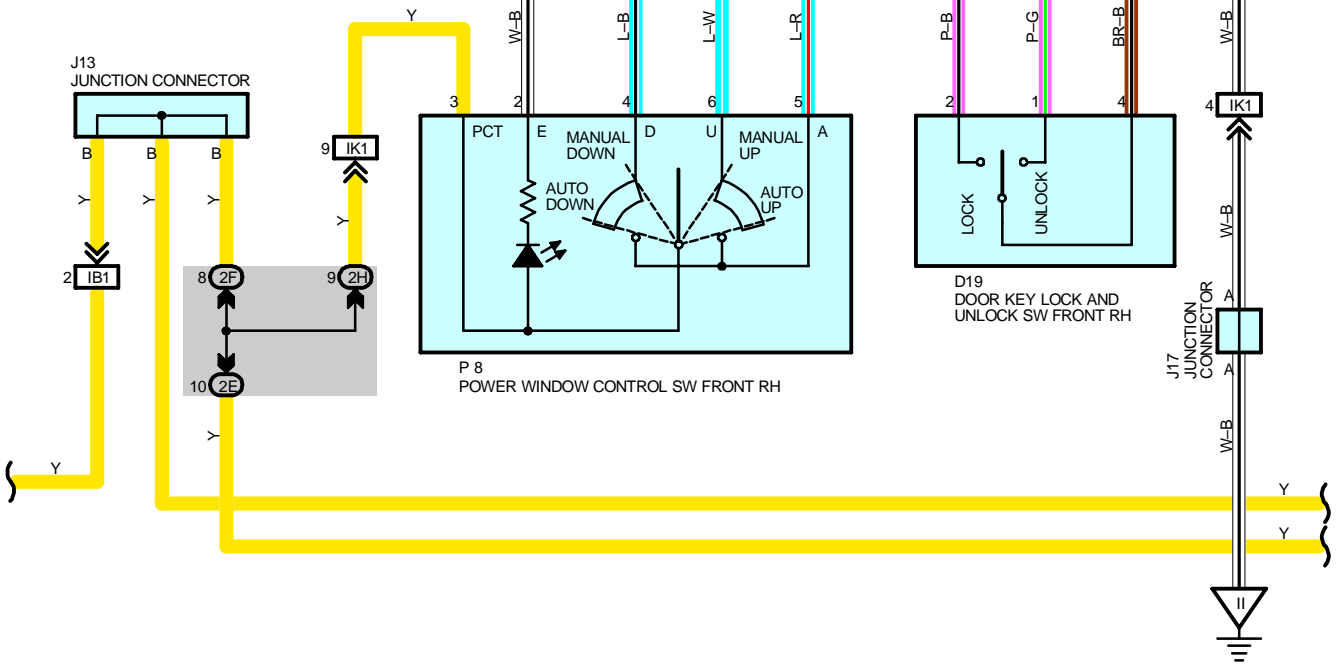 Y
W–B
L–B
L–W
L–R
P–B
P–G
BR–B
W–B
J13
JUNCTION CONNECTOR
3
2
4
6
5
2
1
4
4 IK1
B
B
B
9 IK1
PCT
E
MANUAL DOWN
D
U
MANUAL UP
A
AUTO DOWN
AUTO UP
LOCK
UNLOCK
Y
Y
Y
Y
W–B
2 IB1
8 2F
9 2H
D19
DOOR KEY LOCK AND
UNLOCK SW FRONT RH
A
J17
JUNCTION
CONNECTOR
A
P 8
POWER WINDOW CONTROL SW FRONT RH
10 2E
Y
W–B
Y
Y
Y
II